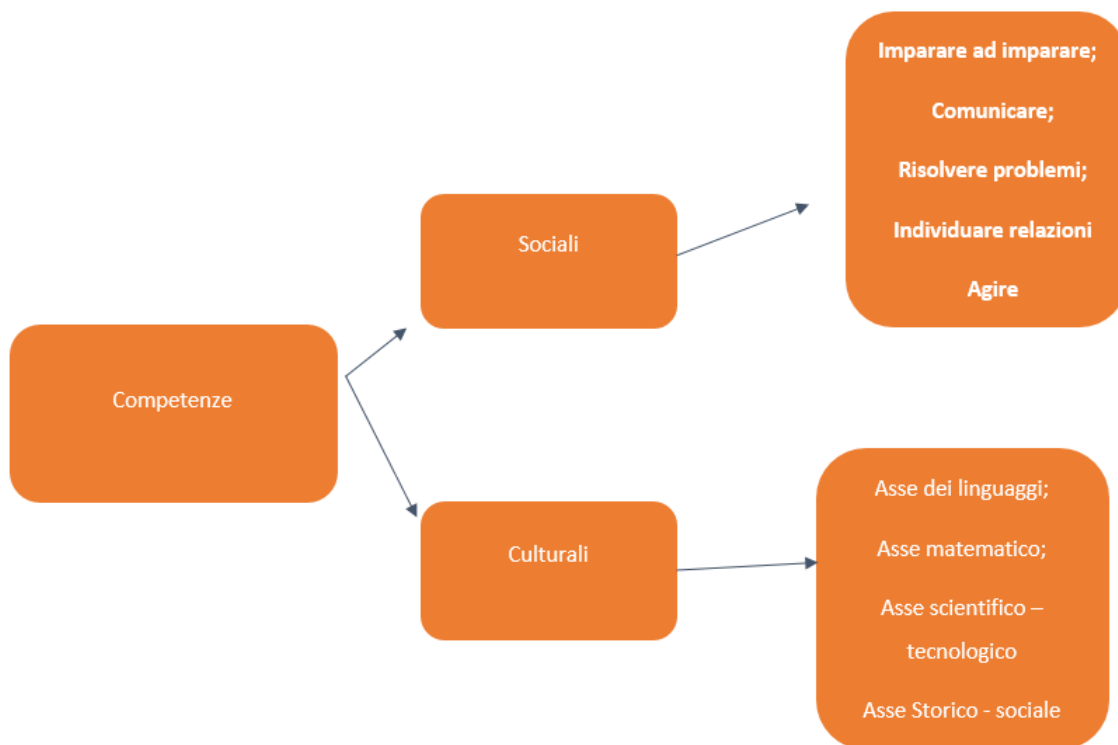 Competenze
Sociali
Imparare ad imparare;
Comunicare;
Risolvere problemi;
Individuare relazioni
Agire
Culturali
Asse dei linguaggi;
Asse matematico;
Asse scientifico –
tecnologico
Asse Storico - sociale